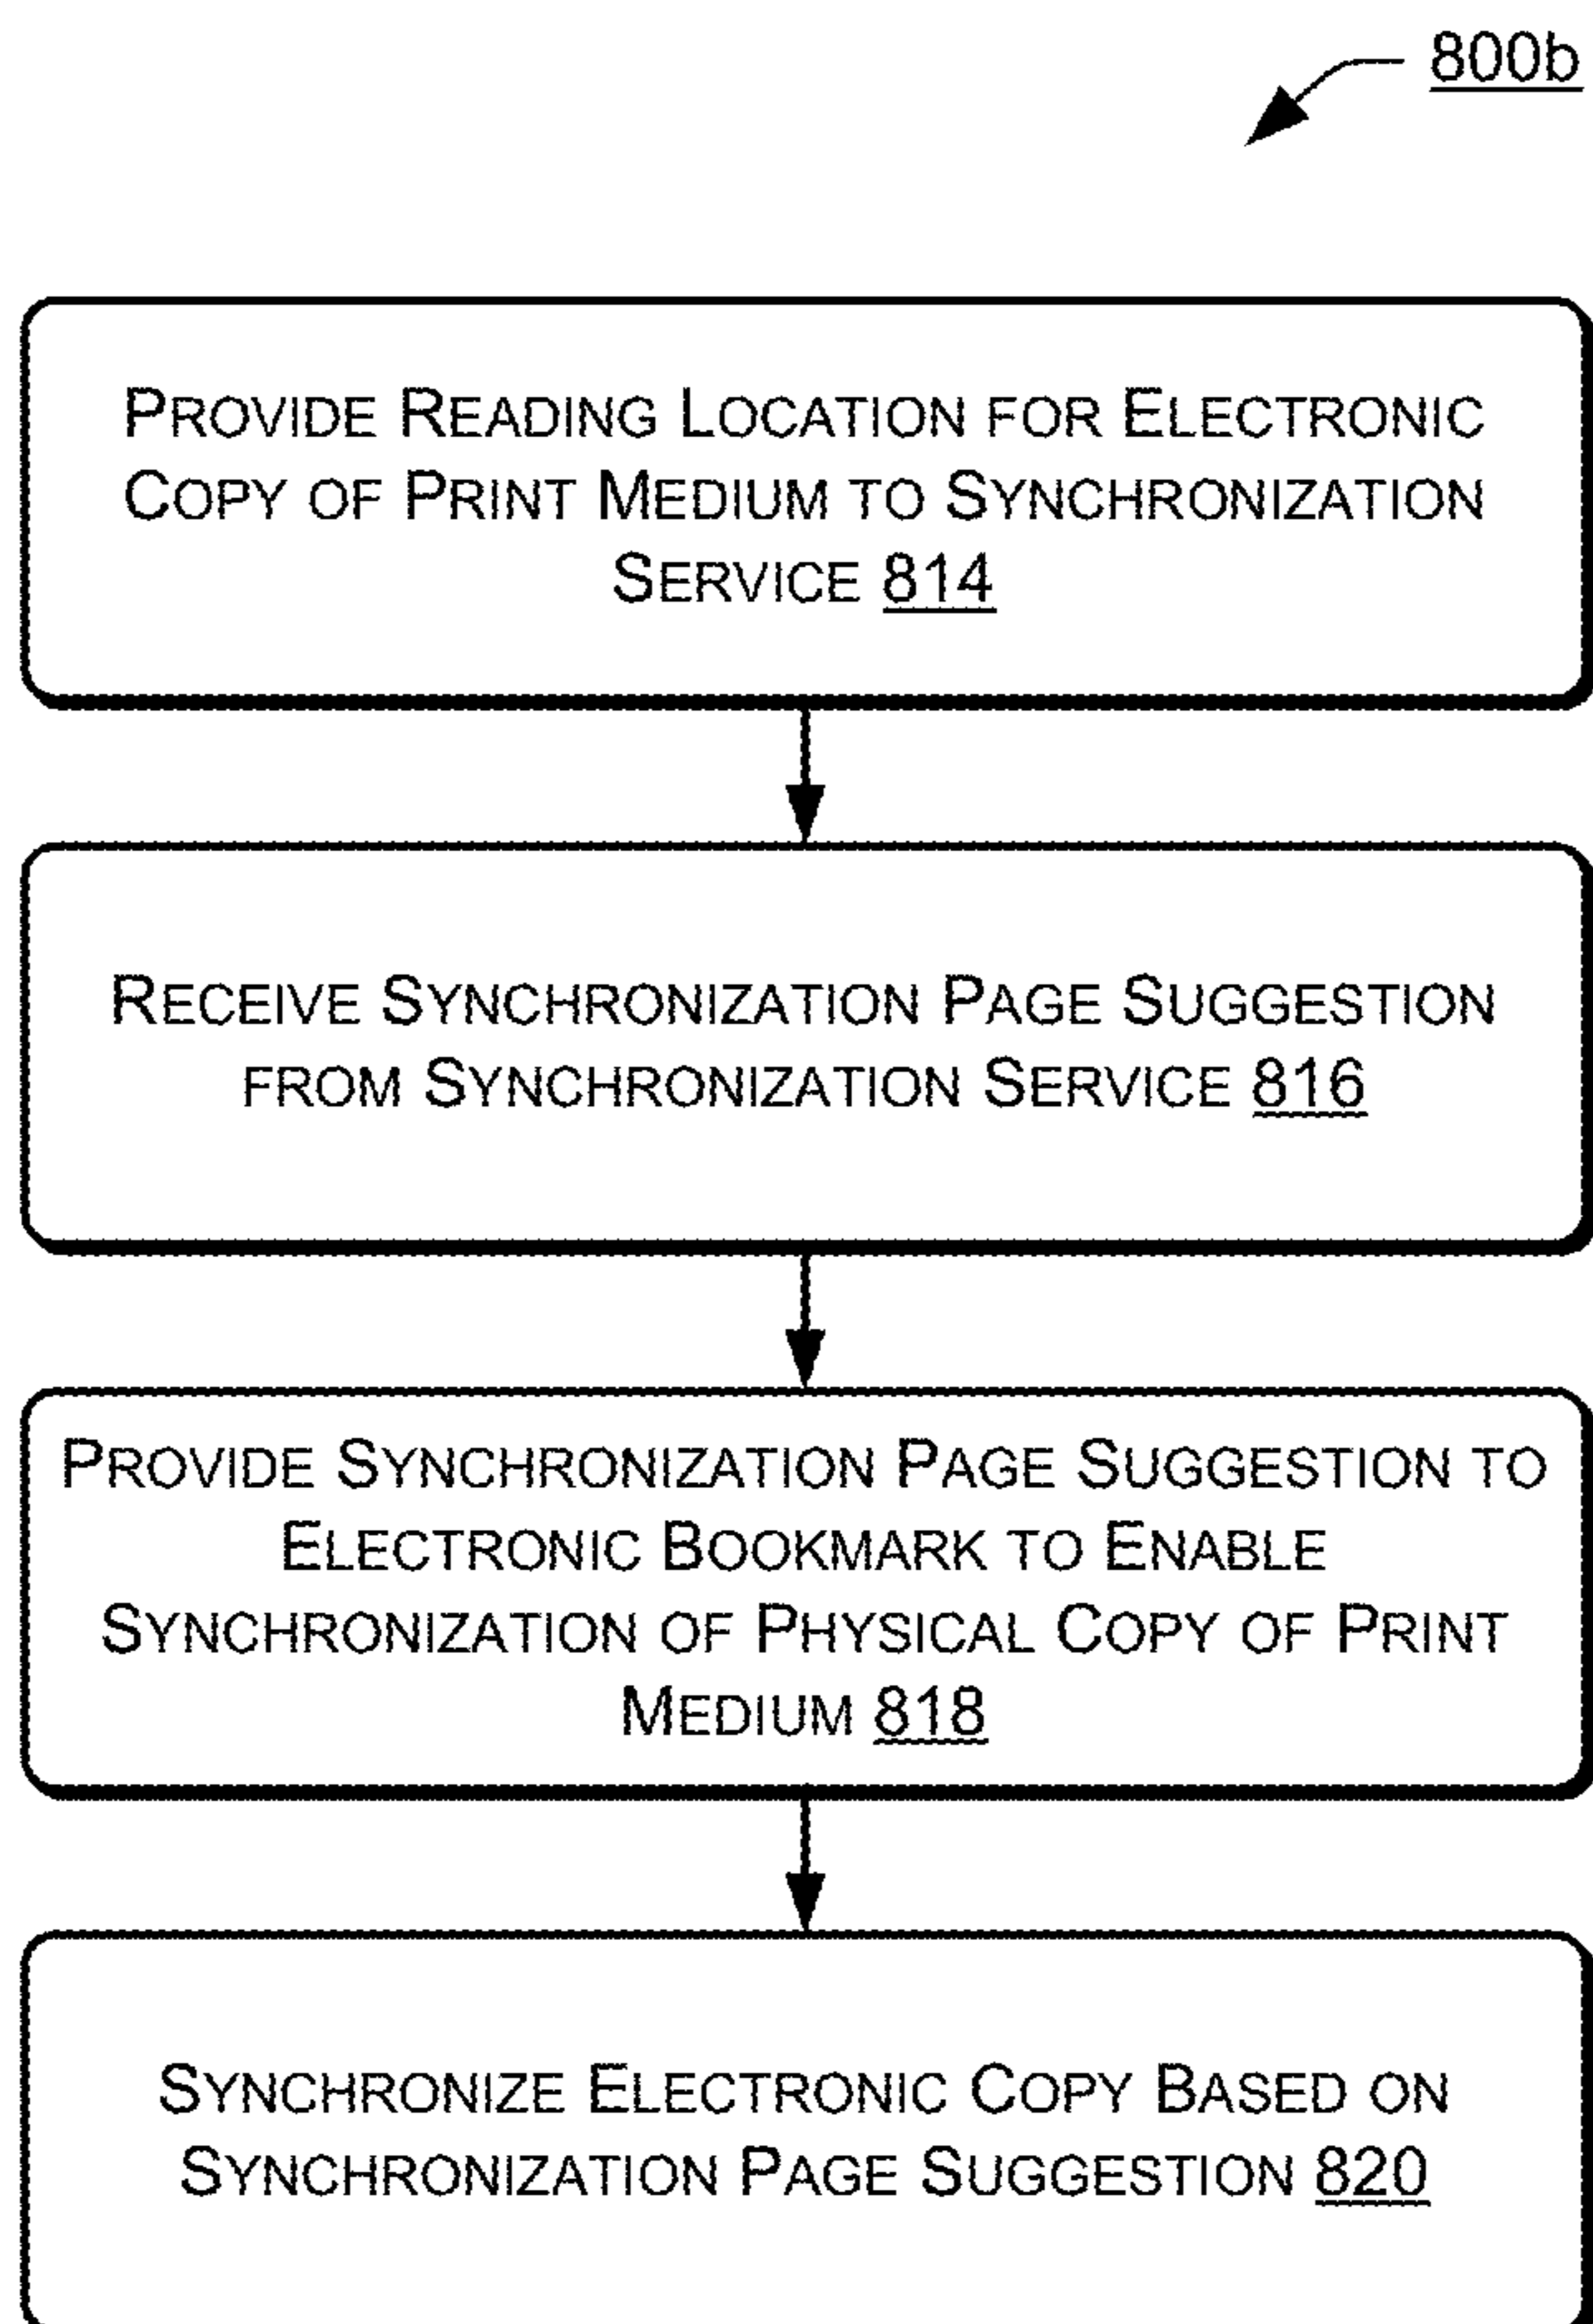 800b
PROVIDE READING LOCATION FOR ELECTRONIC
COPY OF PRINT MEDIUM TO SYNCHRONIZATION
SERVICE 814
RECEIVE SYNCHRONIZATION PAGE SUGGESTION
FROM SYNCHRONIZATION SERVICE 816
PROVIDE SYNCHRONIZATION PAGE SUGGESTION TO
ELECTRONIC BOOKMARK TO ENABLE
SYNCHRONIZATION OF PHYSICAL COPY OF PRINT
MEDIUM 818
SYNCHRONIZE ELECTRONIC COPY BASED ON
SYNCHRONIZATION PAGE SUGGESTION 820